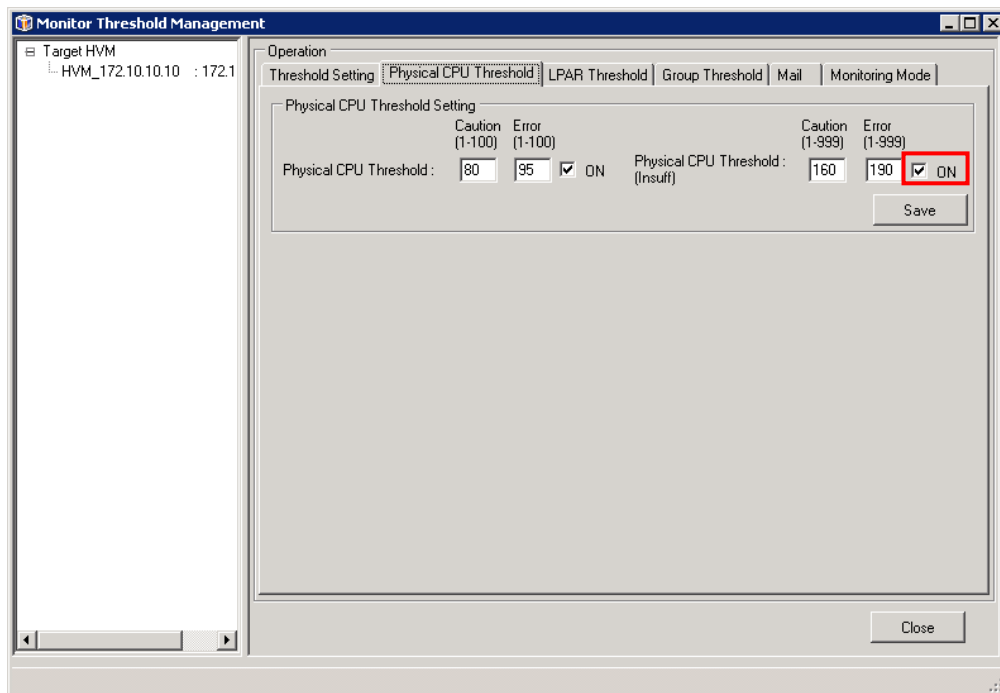 Monitor Threshold Management
Target HVM
HVM_172.10.10.10 : 172.1
Operation
Threshold Setting Physical CPU Threshold LPAR Threshold Group Threshold Mail Monitoring Mode
Physical CPU Threshold Setting
Caution Error Caution Error
(1-100) (1-100) (1-999) (1-999)
Physical CPU Threshold : 80 95 ON Physical CPU Threshold : 160 190 ON
(Insuff)
Save
Close